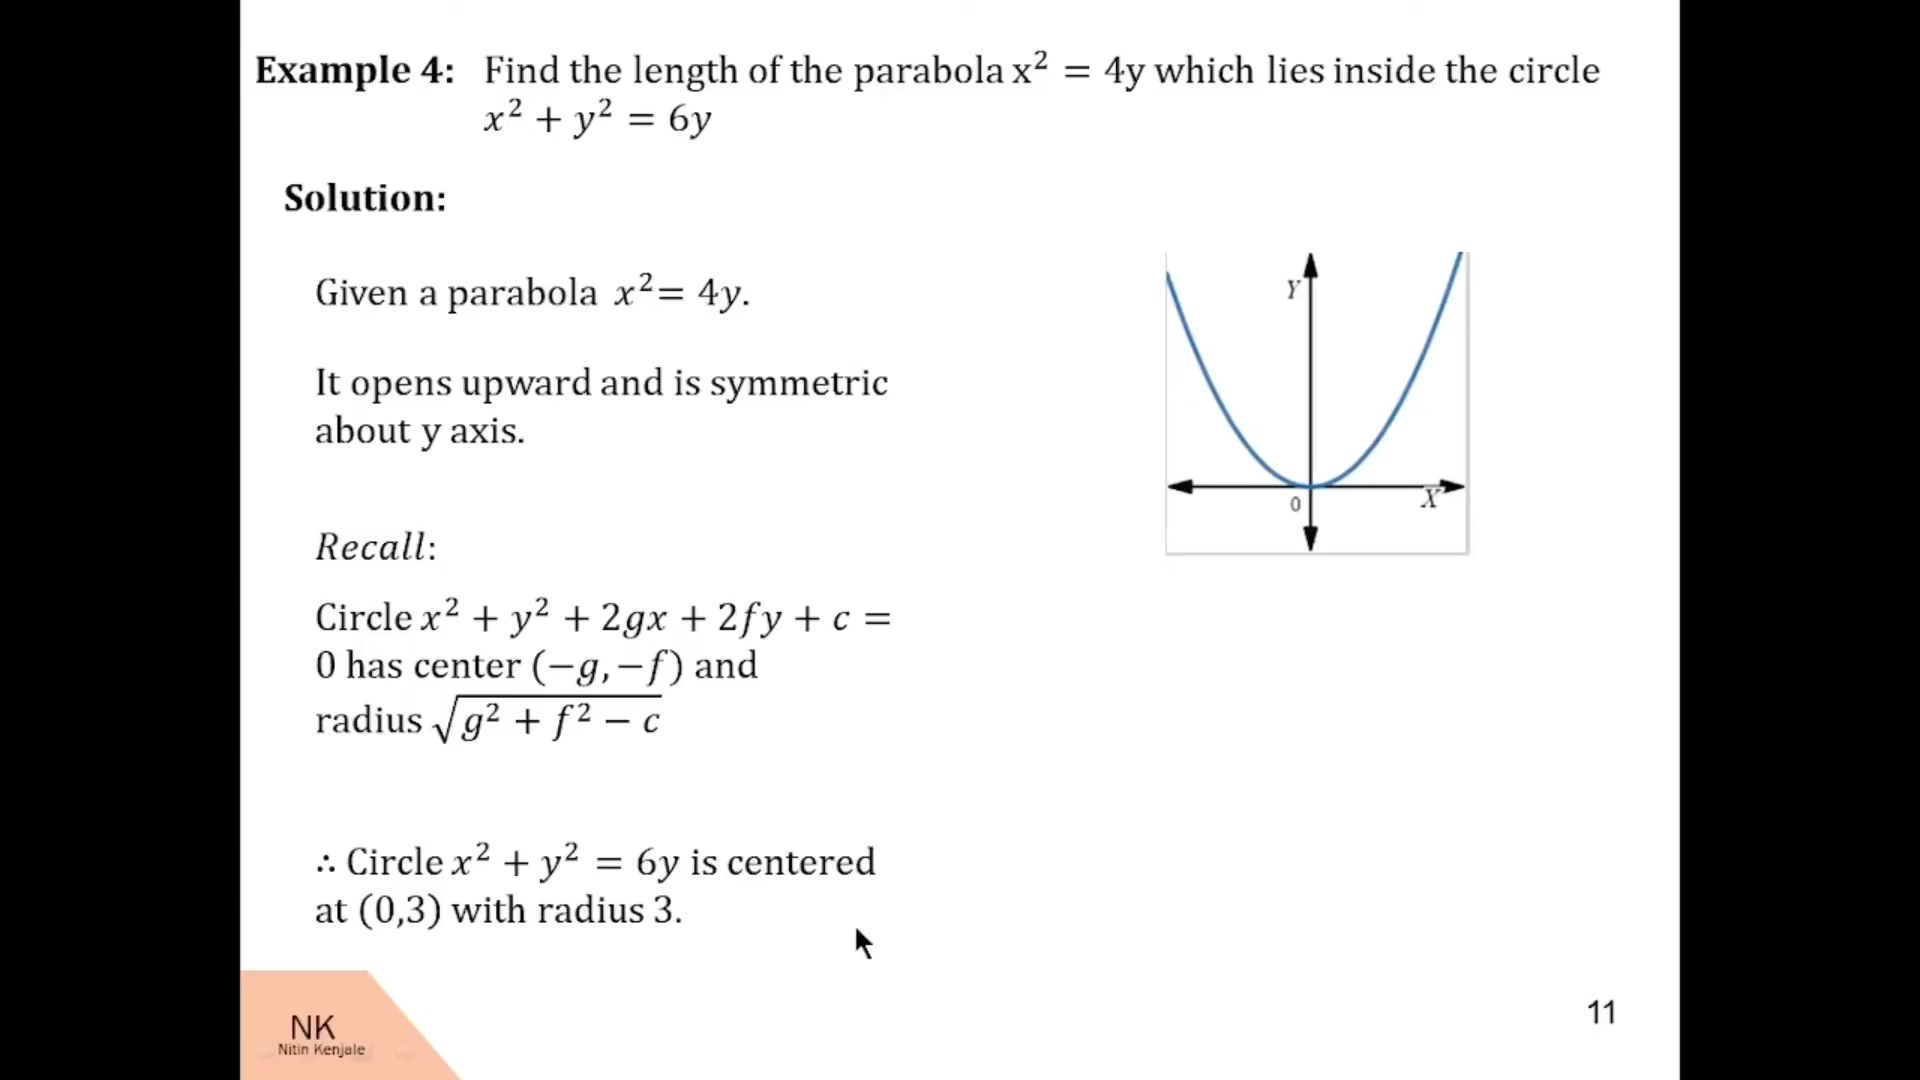 Example 4: Find the length of the parabola x² = 4y which lies inside the circle
x² + y² = 6y
Solution:
Given a parabola x²= 4y.
It opens upward and is symmetric
about y axis.
Y
0
X
Recall:
Circle x² + y² + 2gx + 2fy + c =
0 has center (−g, −f) and
radius √(g² + f² − c)
∴ Circle x² + y² = 6y is centered
at (0,3) with radius 3.
NK
Nitin Kenjale
11